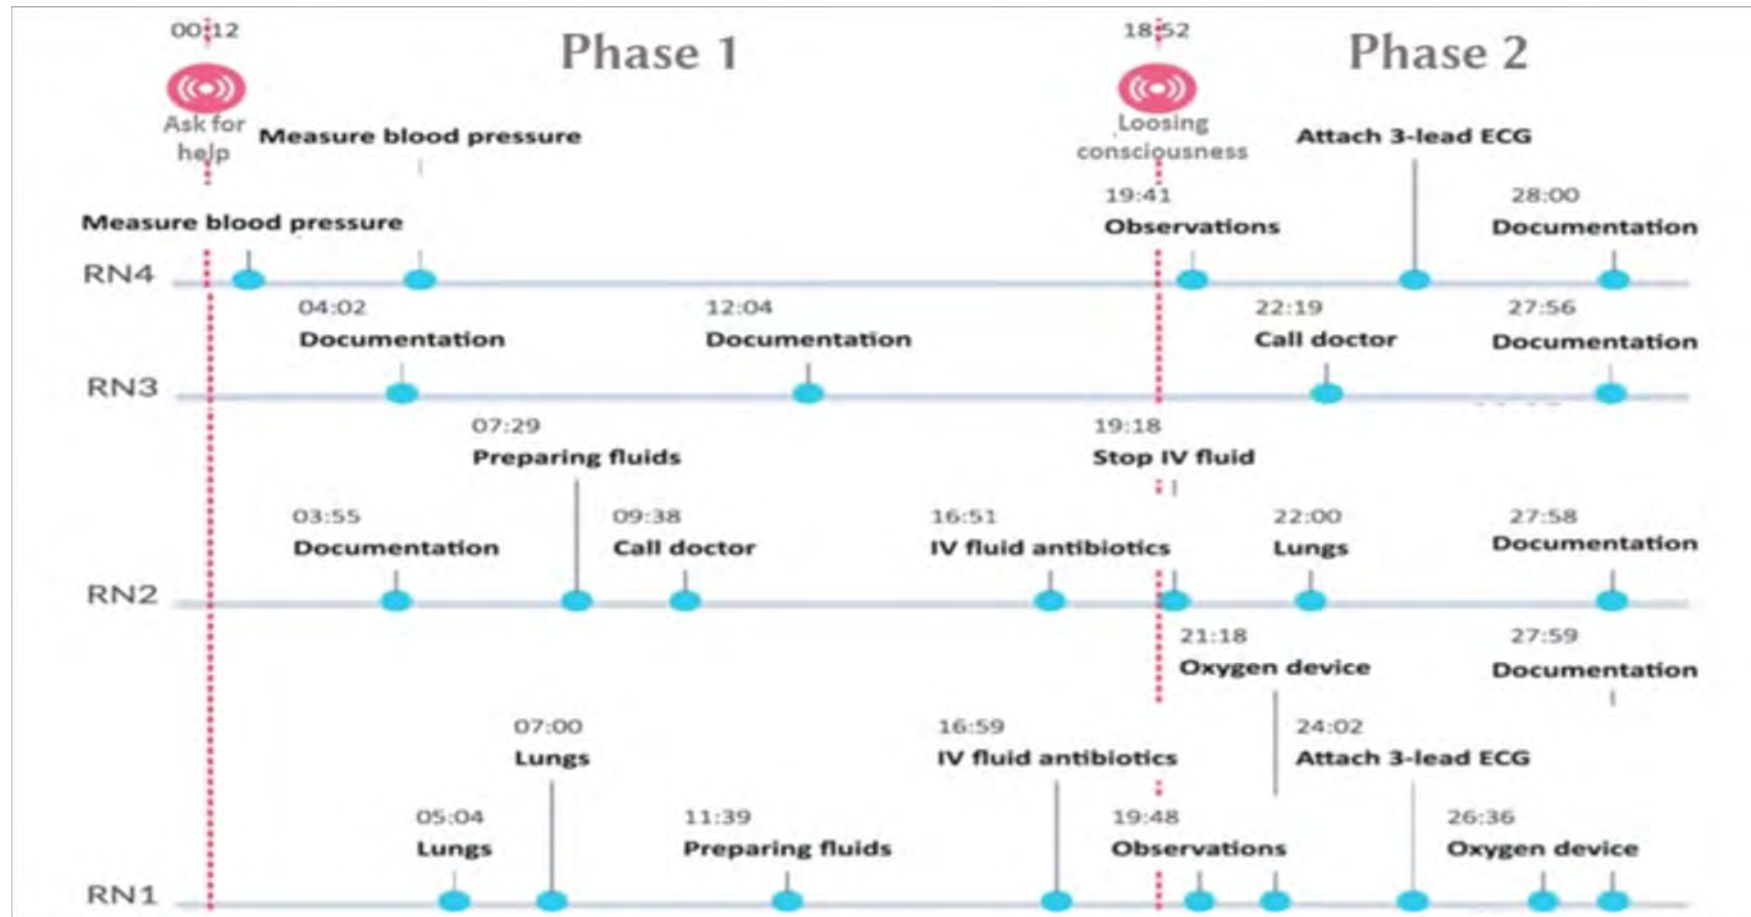 00:12
18:52
Phase 1
Phase 2
Ask for
help
Loosing
consciousness
Measure blood pressure
Attach 3-lead ECG
19:41
28:00
Measure blood pressure
Observations
Documentation
RN4
04:02
12:04
22:19
27:56
Documentation
Documentation
Call doctor
Documentation
RN3
07:29
19:18
Preparing fluids
Stop IV fluid
03:55
09:38
16:51
22:00
27:58
Documentation
Call doctor
IV fluid antibiotics
Lungs
Documentation
RN2
21:18
27:59
Oxygen device
Documentation
07:00
16:59
24:02
Lungs
IV fluid antibiotics
Attach 3-lead ECG
05:04
11:39
19:48
26:36
Lungs
Preparing fluids
Observations
Oxygen device
RN1